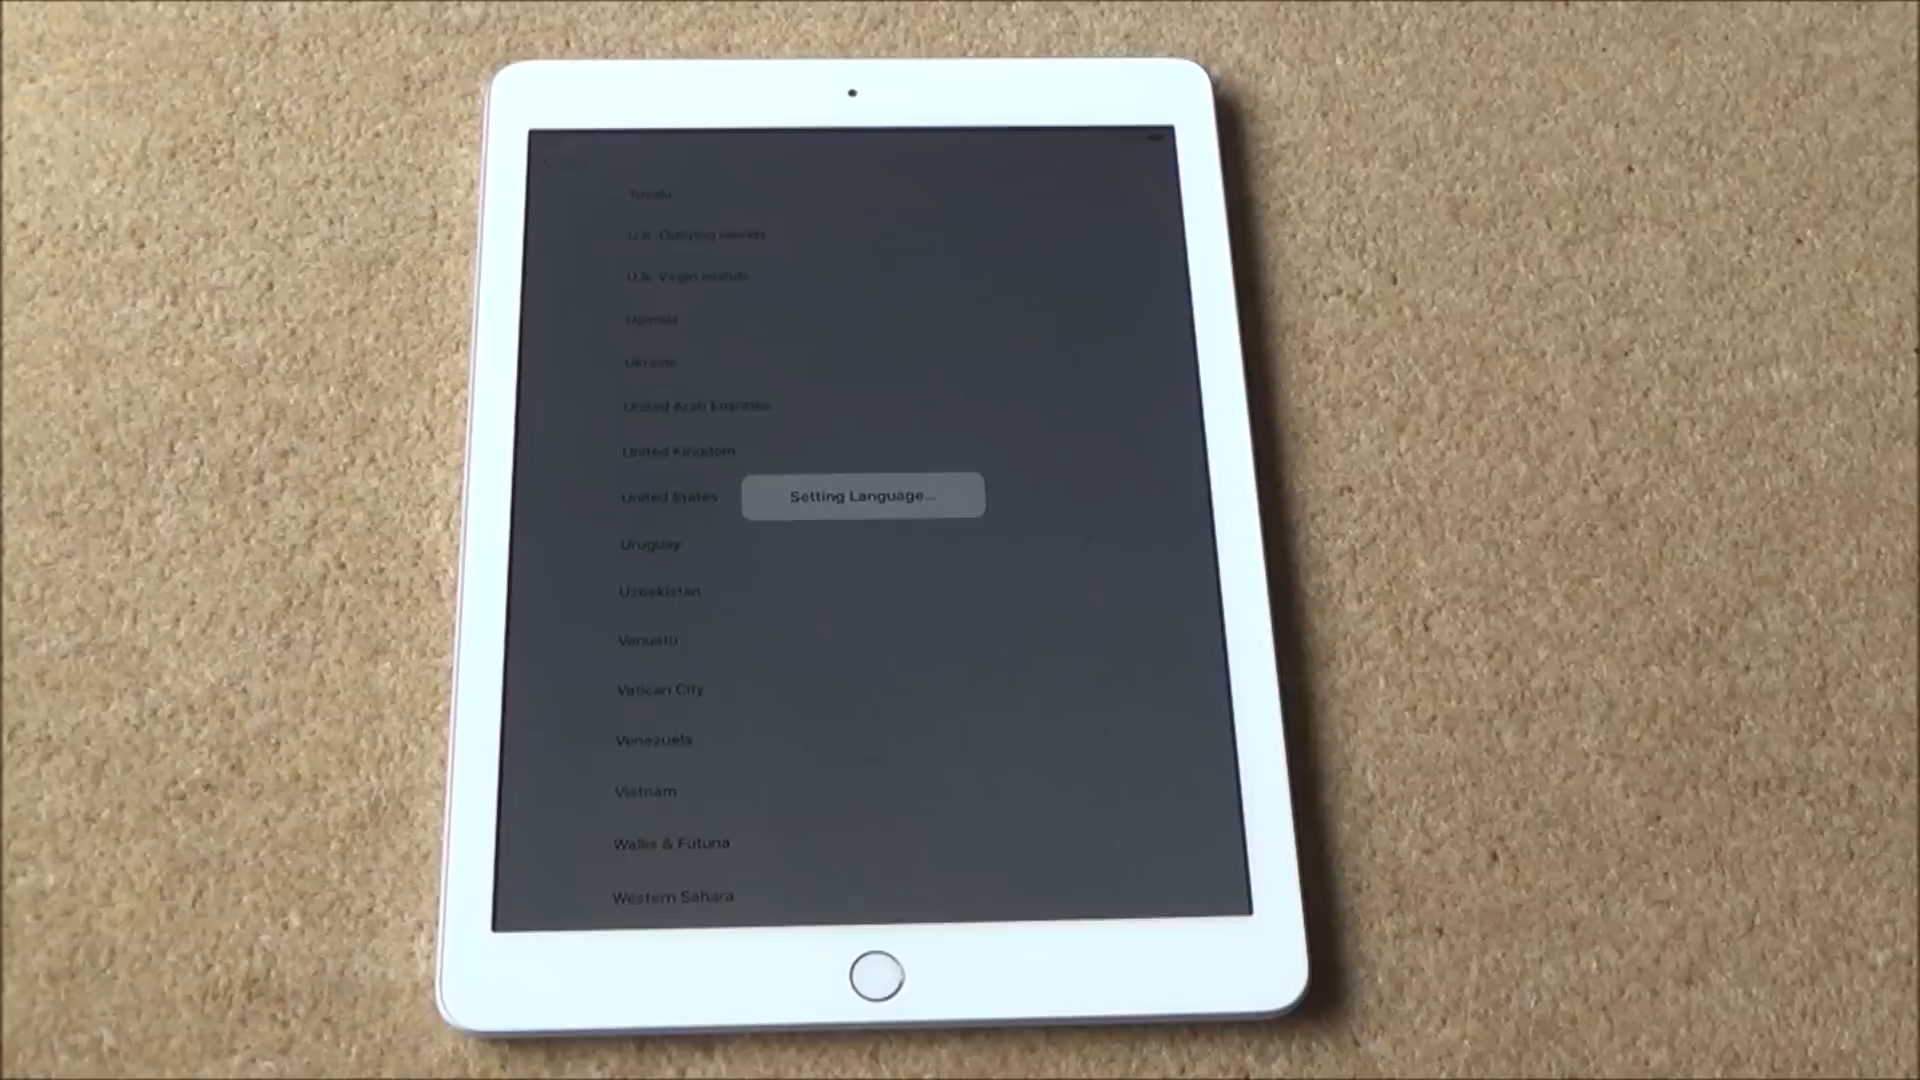 Tuvalu
U.S. Outlying Islands
U.S. Virgin Islands
Uganda
Ukraine
United Arab Emirates
United Kingdom
United States
Setting Language...
Uruguay
Uzbekistan
Vanuatu
Vatican City
Venezuela
Vietnam
Wallis & Futuna
Western Sahara